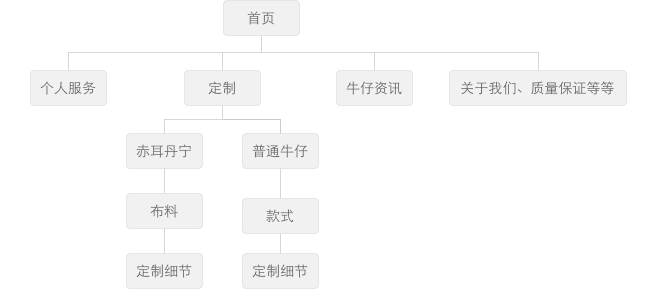 首页
个人服务
定制
牛仔资讯
关于我们、质量保证等等
赤耳丹宁
普通牛仔
布料
款式
定制细节
定制细节